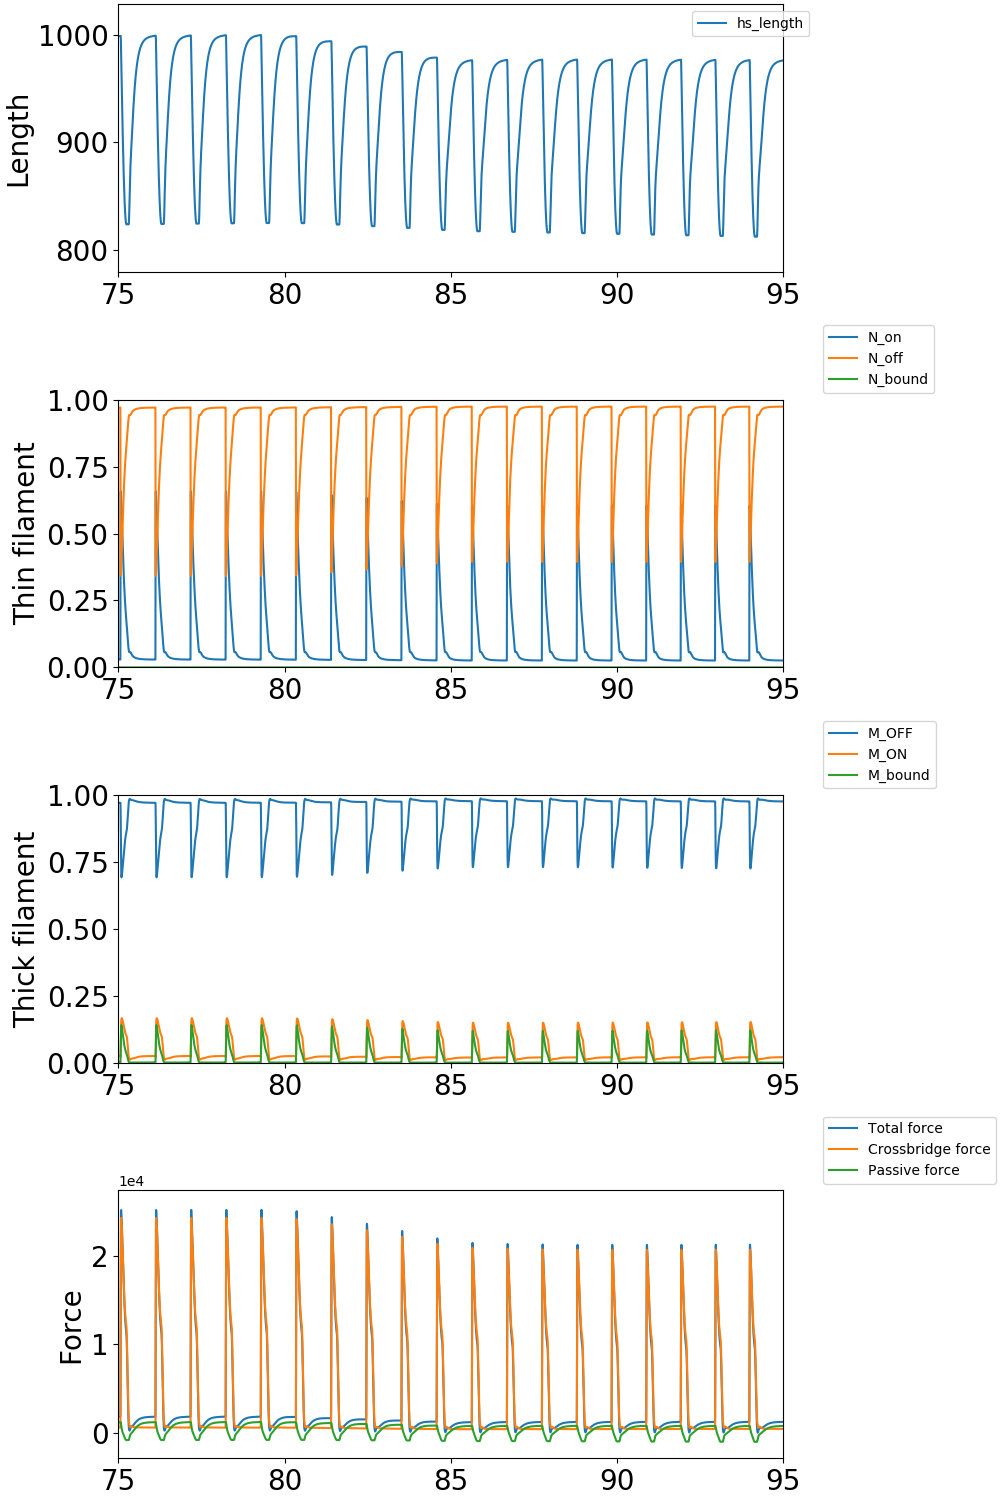 hs_length
1000
900
800
Length
75 80 85 90 95
N_on
N_off
N_bound
1.00
0.75
0.50
0.25
0.00
Thin filament
75 80 85 90 95
M_OFF
M_ON
M_bound
1.00
0.75
0.50
0.25
0.00
Thick filament
75 80 85 90 95
Total force
Crossbridge force
Passive force
1e4
2
1
0
Force
75 80 85 90 95